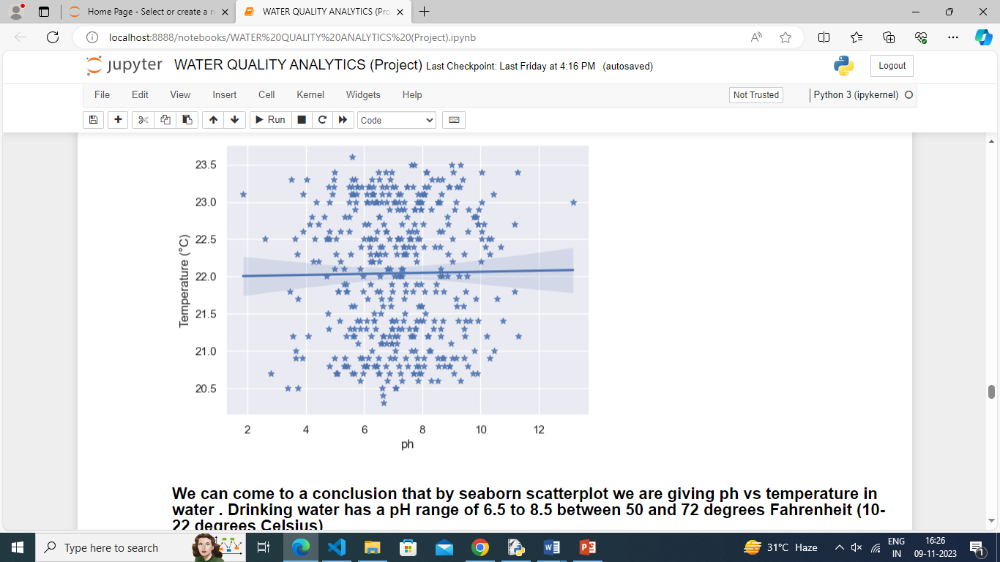 Home Page - Select or create a n
WATER QUALITY ANALYTICS (Pro
localhost:8888/notebooks/WATER%20QUALITY%20ANALYTICS%20(Project).ipynb
jupyter WATER QUALITY ANALYTICS (Project) Last Checkpoint: Last Friday at 4:16 PM (autosaved)
Logout
File Edit View Insert Cell Kernel Widgets Help
Not Trusted
Python 3 (ipykernel)
Run
Code
23.5
23.0
22.5
22.0
21.5
21.0
20.5
Temperature (°C)
2 4 6 8 10 12
ph
We can come to a conclusion that by seaborn scatterplot we are giving ph vs temperature in
water . Drinking water has a pH range of 6.5 to 8.5 between 50 and 72 degrees Fahrenheit (10-
22 degrees Celsius)
Type here to search
31°C Haze
ENG
IN
16:26
09-11-2023
1